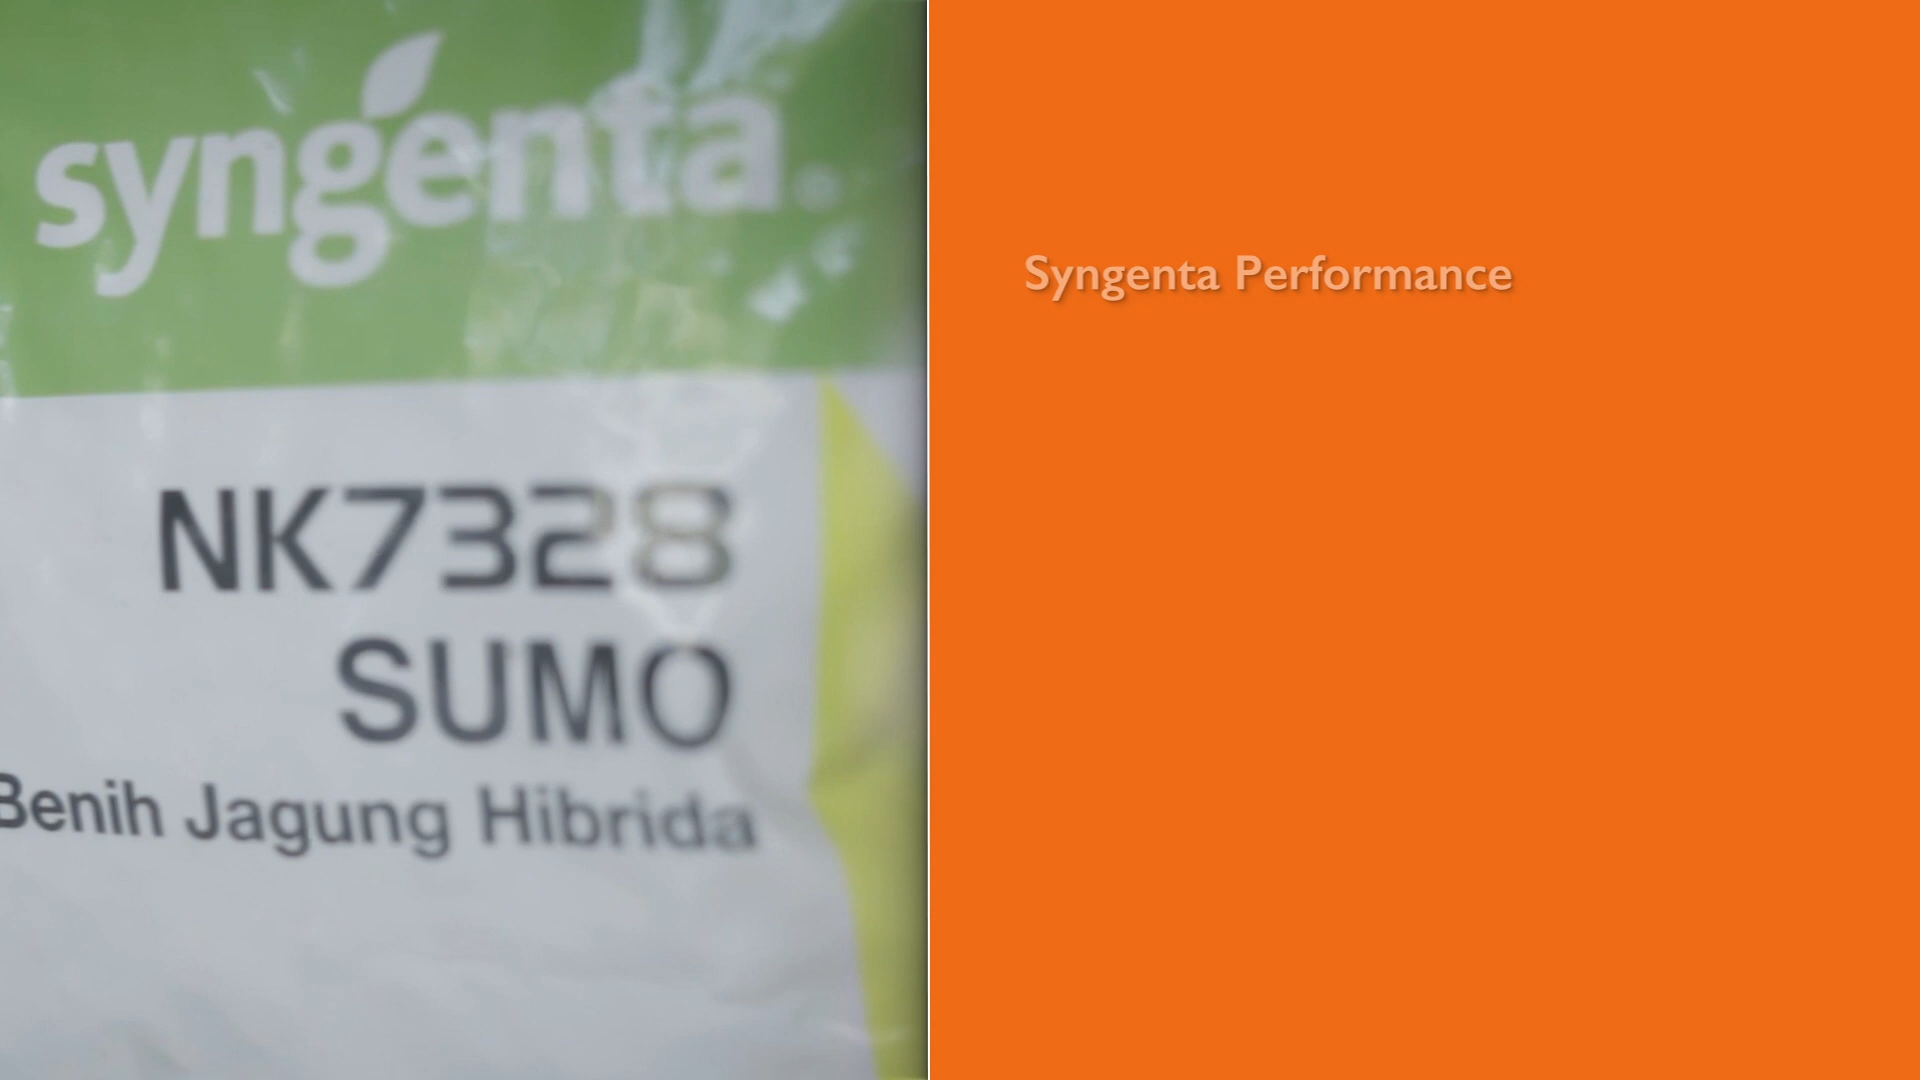 syngenta
NK7328
SUMO
Benih Jagung Hibrida
Syngenta Performance